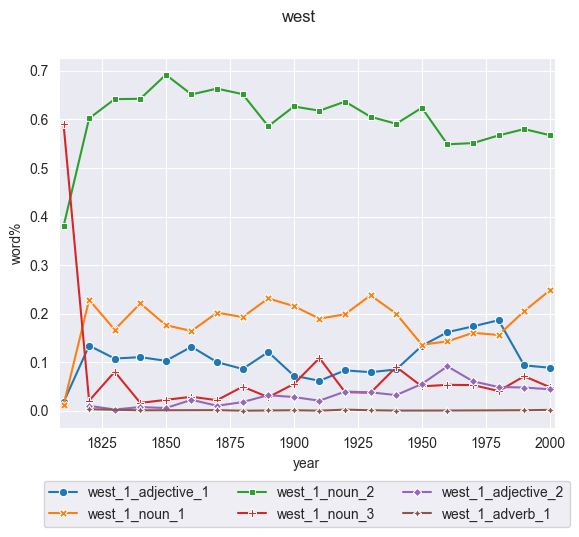 west
0.7
0.6
0.5
0.4
0.3
0.2
0.1
0.0
word%
1825 1850 1875 1900 1925 1950 1975 2000
year
west_1_adjective_1 west_1_noun_2 west_1_adjective_2
west_1_noun_1 west_1_noun_3 west_1_adverb_1